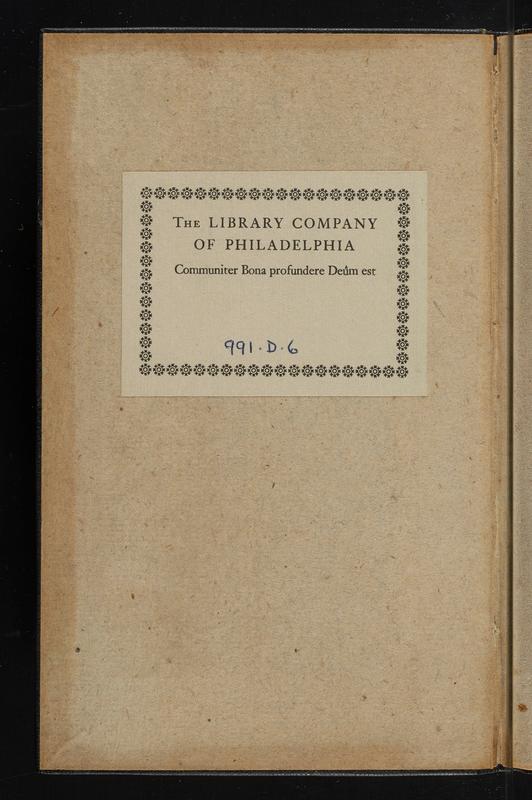 The LIBRARY COMPANY
OF PHILADELPHIA
Communiter Bona profundere Deûm est
991·D·6